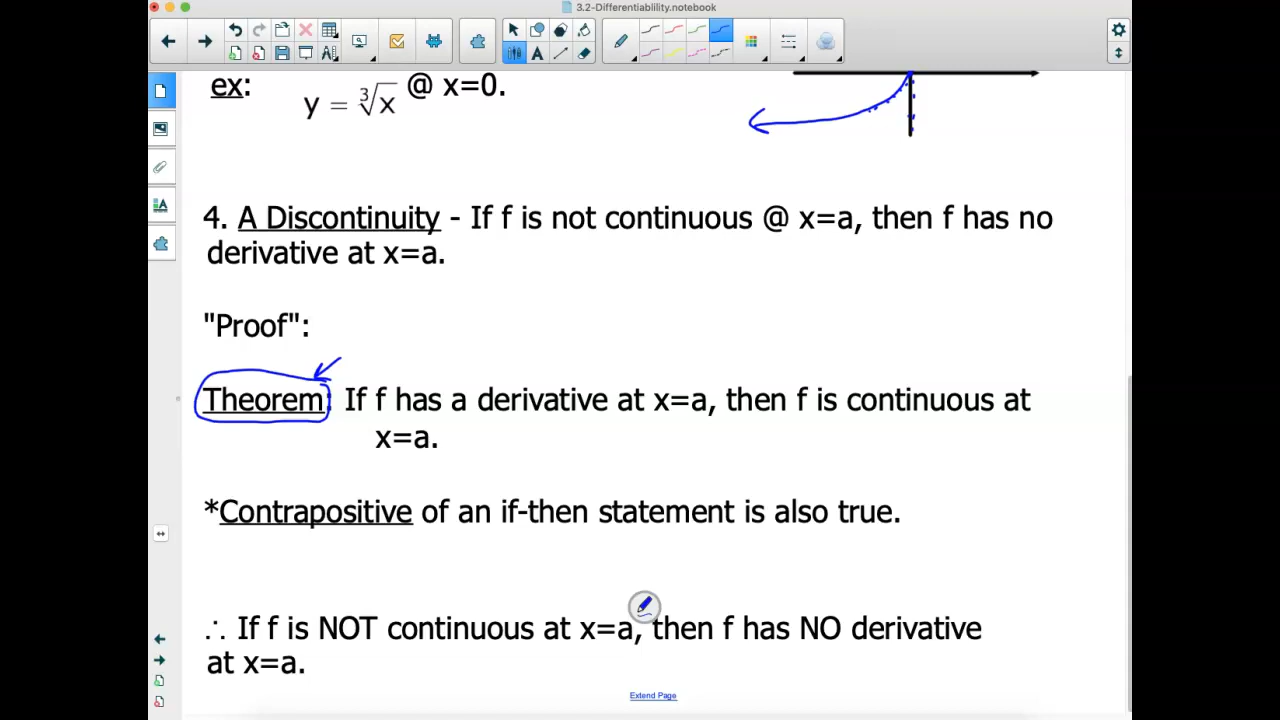 3.2-Differentiability.notebook
ex:
y = ∛x @ x=0.
4. A Discontinuity - If f is not continuous @ x=a, then f has no
derivative at x=a.
"Proof":
Theorem: If f has a derivative at x=a, then f is continuous at
x=a.
*Contrapositive of an if-then statement is also true.
∴ If f is NOT continuous at x=a, then f has NO derivative
at x=a.
Extend Page